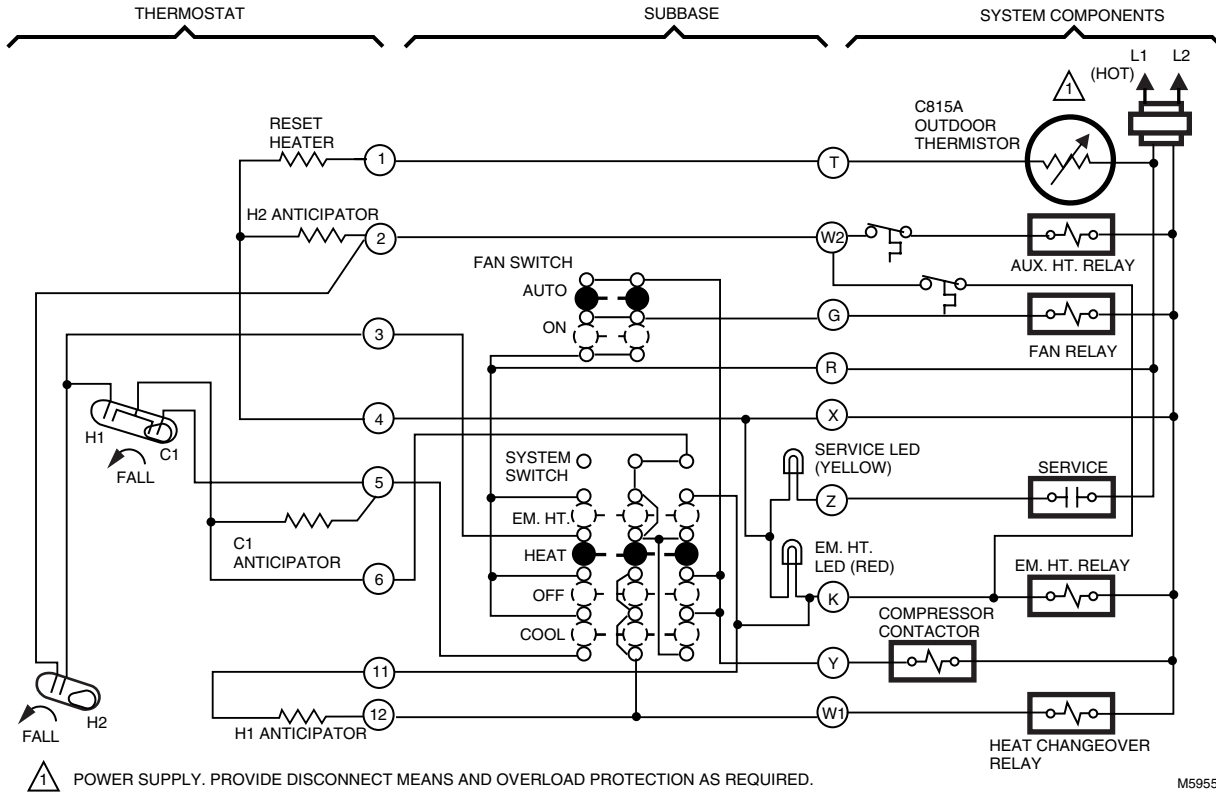 THERMOSTAT
SUBBASE
SYSTEM COMPONENTS
L1 L2
(HOT)
1
C815A
OUTDOOR
THERMISTOR
RESET
HEATER
1
T
H2 ANTICIPATOR
2
W2
AUX. HT. RELAY
FAN SWITCH
AUTO
ON
3
G
FAN RELAY
R
4
X
H1
C1
FALL
SYSTEM
SWITCH
SERVICE LED
(YELLOW)
SERVICE
5
Z
EM. HT.
C1
ANTICIPATOR
HEAT
EM. HT.
LED (RED)
EM. HT. RELAY
6
OFF
K
COMPRESSOR
CONTACTOR
COOL
11
Y
H2
FALL
H1 ANTICIPATOR
12
W1
HEAT CHANGEOVER
RELAY
1 POWER SUPPLY. PROVIDE DISCONNECT MEANS AND OVERLOAD PROTECTION AS REQUIRED.
M5955